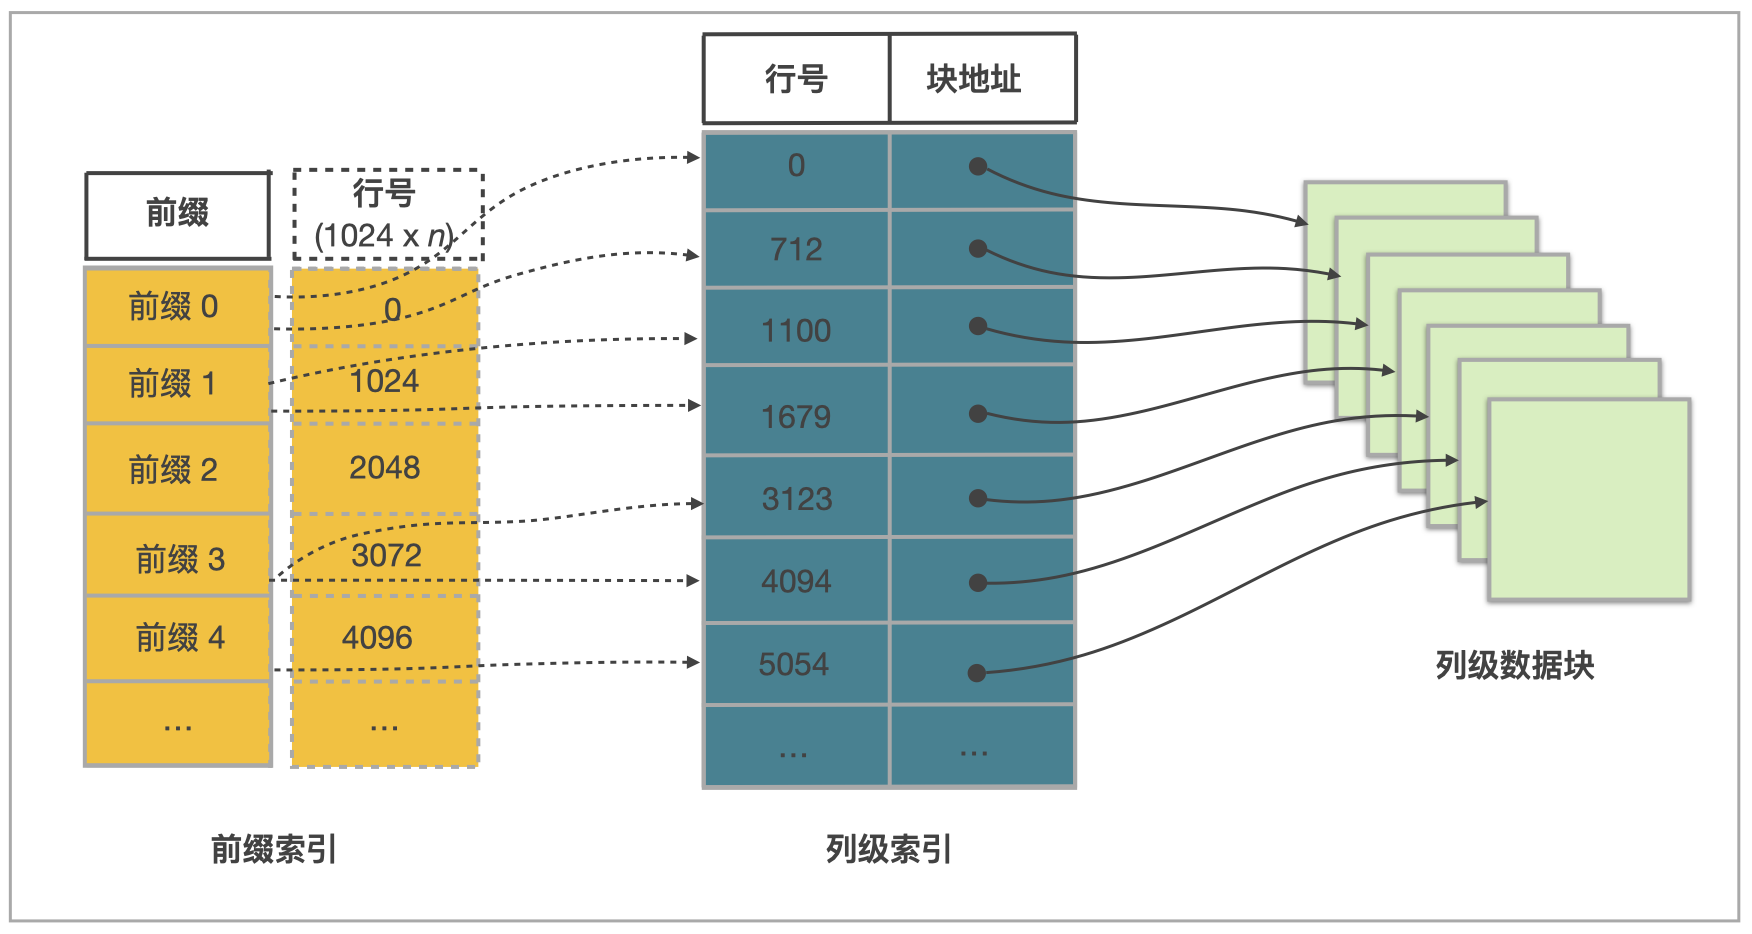 前缀
行号
(1024 x n)
前缀 0
0
前缀 1
1024
前缀 2
2048
前缀 3
3072
前缀 4
4096
...
...
前缀索引
行号
块地址
0
712
1100
1679
3123
4094
5054
...
...
列级索引
列级数据块